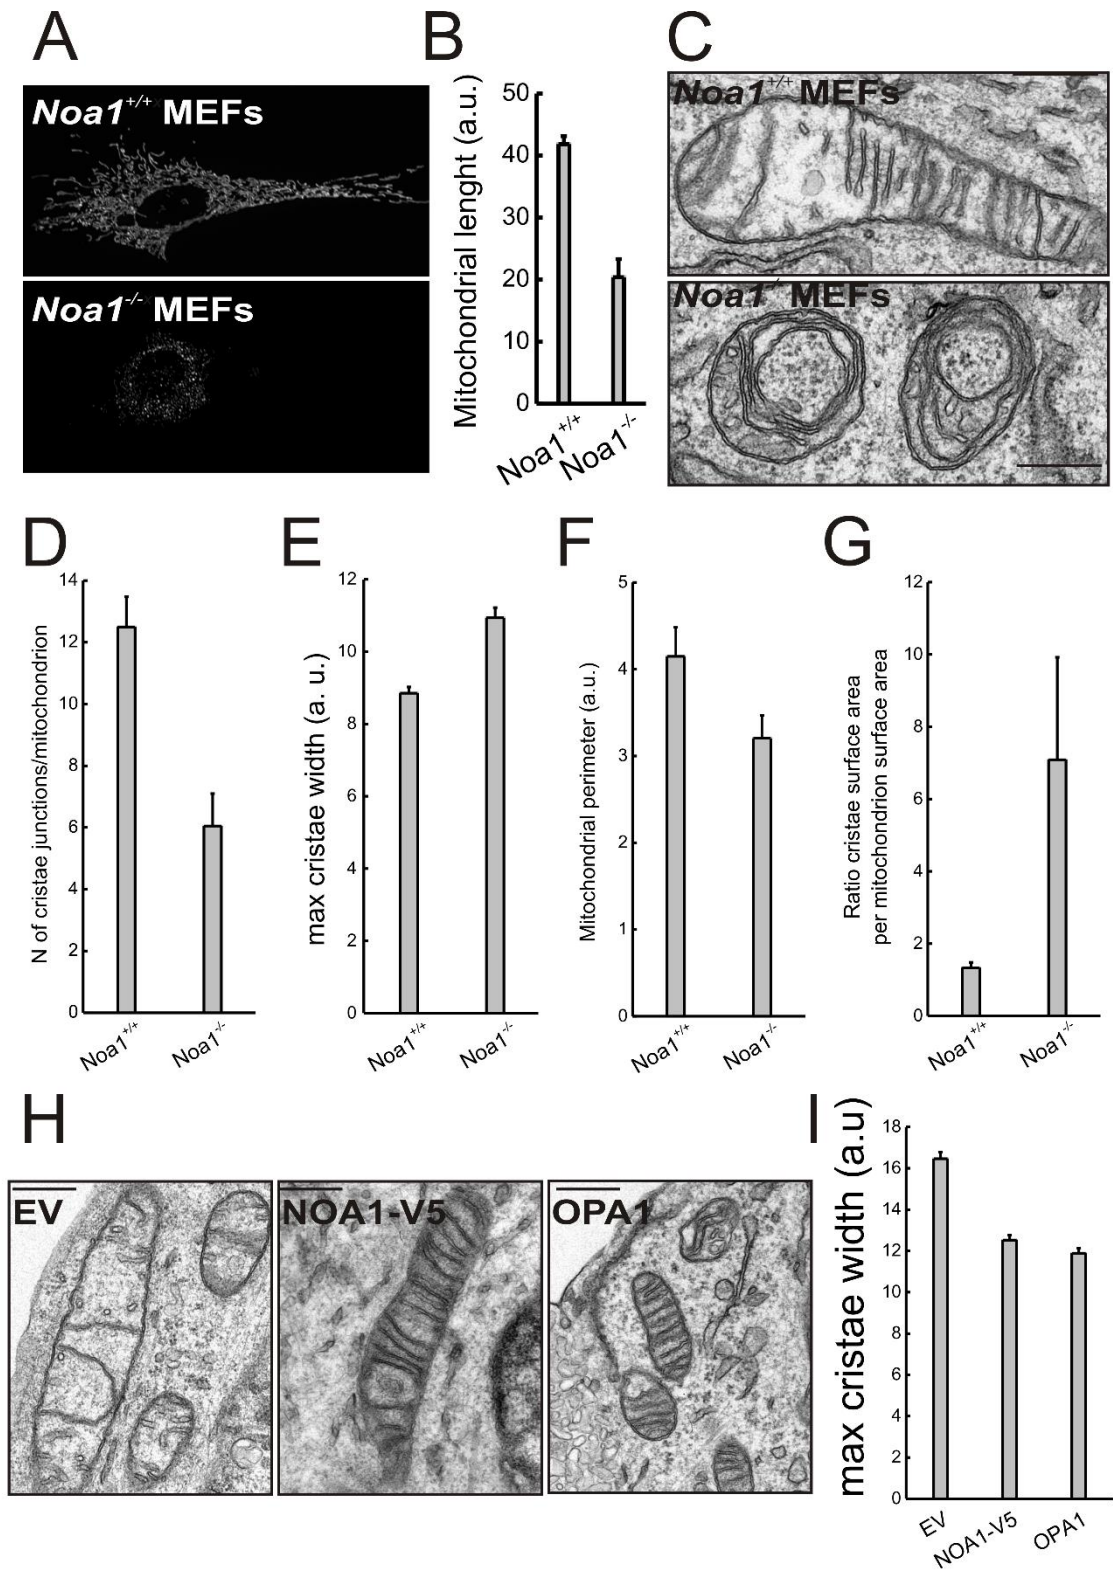 A
B
C
Noa1+/+ MEFs
Noa1-/- MEFs
Mitochondrial lenght (a.u.)
50
40
30
20
10
0
Noa1+/+
Noa1-/-
Noa1+/+ MEFs
Noa1-/- MEFs
D
E
F
G
N of cristae junctions/mitochondrion
14
12
10
8
6
4
2
0
Noa1+/+
Noa1-/-
max cristae width (a. u.)
12
10
8
6
4
2
0
Noa1+/+
Noa1-/-
Mitochondrial perimeter (a.u.)
5
4
3
2
1
0
Noa1+/+
Noa1-/-
Ratio cristae surface area
per mitochondrion surface area
12
10
8
6
4
2
0
Noa1+/+
Noa1-/-
H
I
EV
NOA1-V5
OPA1
max cristae width (a.u)
18
16
14
12
10
8
6
4
2
0
EV
NOA1-V5
OPA1